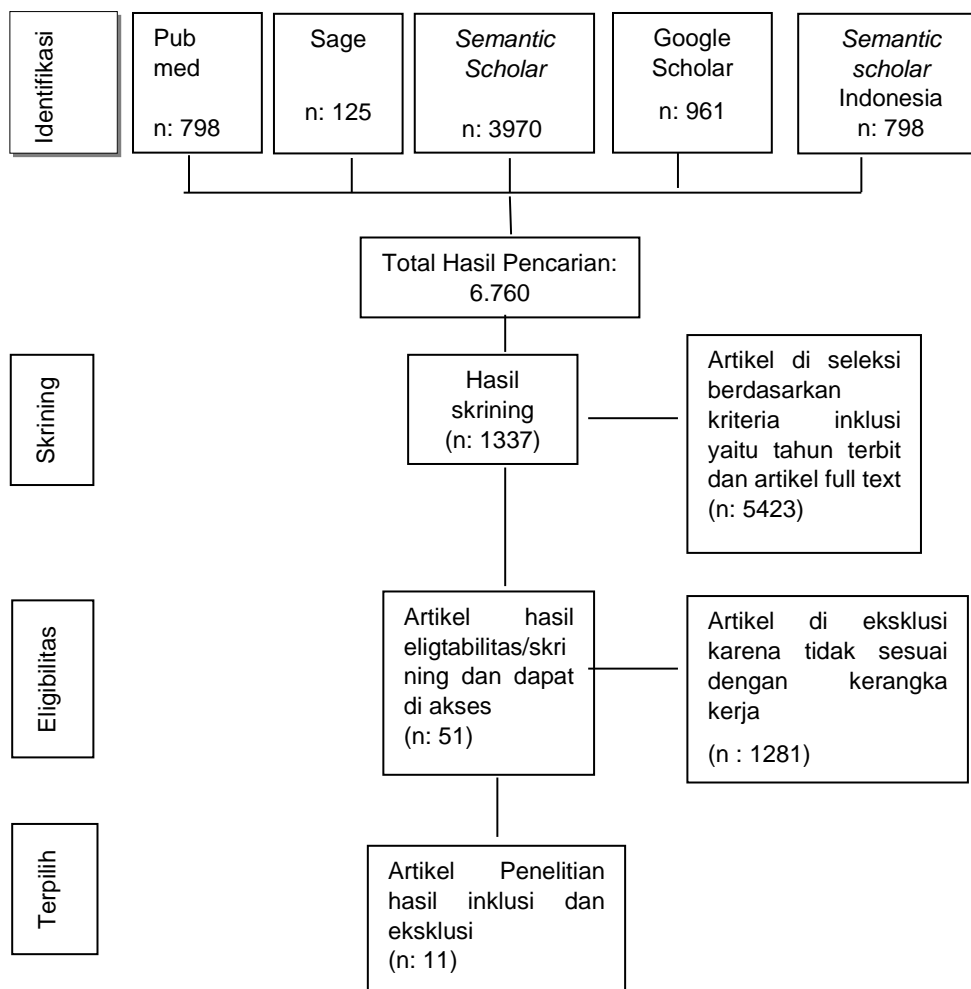 Identifikasi
Pub
med
n: 798
Sage
n: 125
Semantic
Scholar
n: 3970
Google
Scholar
n: 961
Semantic
scholar
Indonesia
n: 798
Total Hasil Pencarian:
6.760
Skrining
Hasil
skrining
(n: 1337)
Artikel di seleksi
berdasarkan
kriteria inklusi
yaitu tahun terbit
dan artikel full text
(n: 5423)
Eligibilitas
Artikel hasil
eligtabilitas/skri
ning dan dapat
di akses
(n: 51)
Artikel di eksklusi
karena tidak sesuai
dengan kerangka
kerja
(n : 1281)
Terpilih
Artikel Penelitian
hasil inklusi dan
eksklusi
(n: 11)